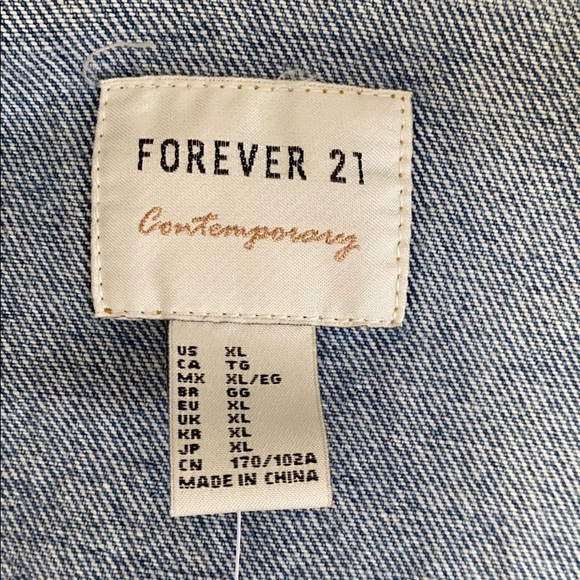 FOREVER 21
Contemporary
US XL
CA TG
MX XL/EG
BR GG
EU XL
UK XL
KR XL
JP XL
CN 170/102A
MADE IN CHINA